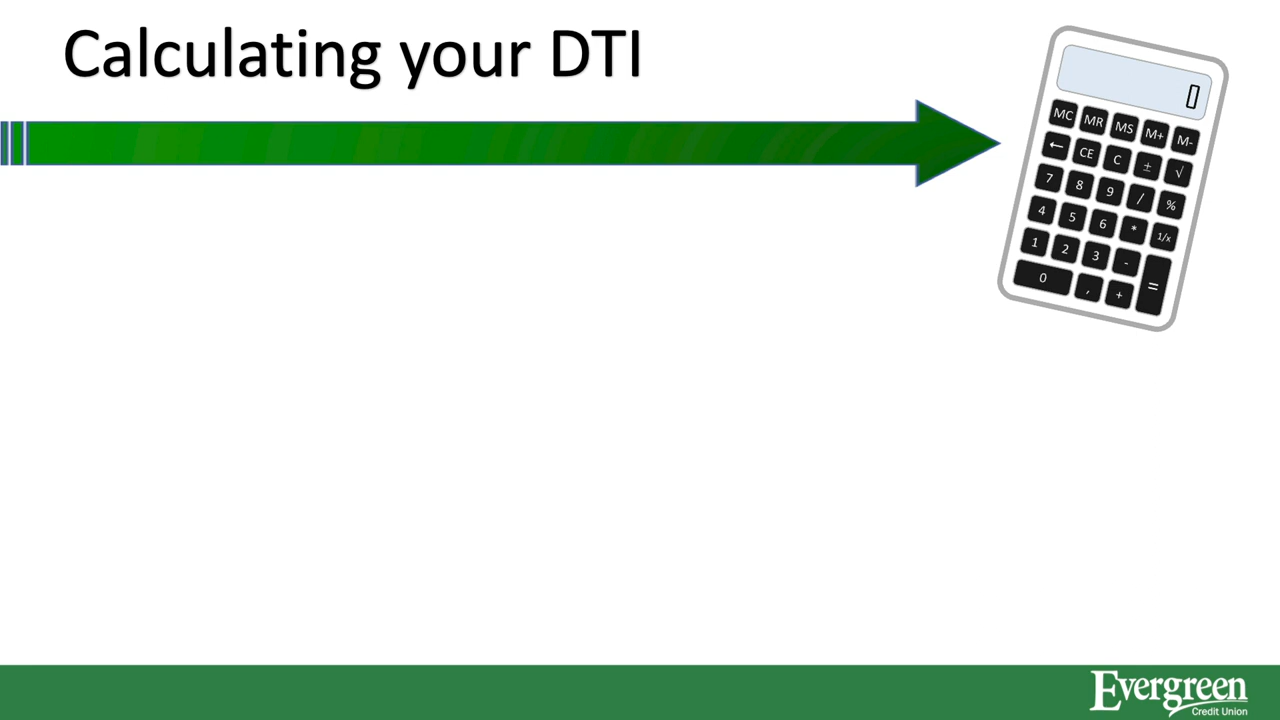 Calculating your DTI
0
MC MR MS M+ M-
← CE C ± √
7 8 9 / %
4 5 6 * 1/x
1 2 3 - =
0 , +
Evergreen
Credit Union